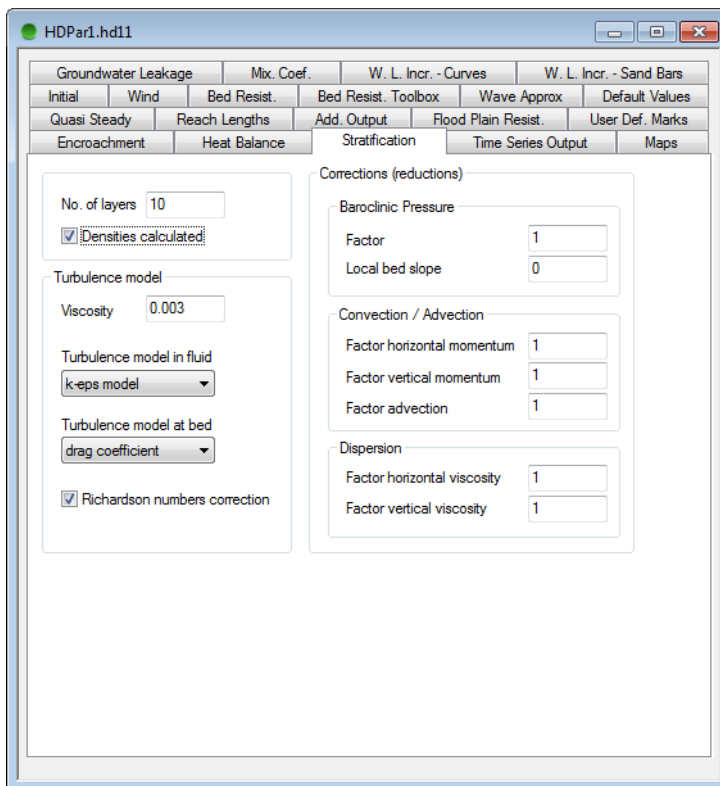 HDPar1.hd11
Groundwater Leakage Mix. Coef. W. L. Incr. - Curves W. L. Incr. - Sand Bars
Initial Wind Bed Resist. Bed Resist. Toolbox Wave Approx Default Values
Quasi Steady Reach Lengths Add. Output Flood Plain Resist. User Def. Marks
Encroachment Heat Balance Stratification Time Series Output Maps
No. of layers 10
Densities calculated
Turbulence model
Viscosity 0.003
Turbulence model in fluid
k-eps model
Turbulence model at bed
drag coefficient
Richardson numbers correction
Corrections (reductions)
Baroclinic Pressure
Factor 1
Local bed slope 0
Convection / Advection
Factor horizontal momentum 1
Factor vertical momentum 1
Factor advection 1
Dispersion
Factor horizontal viscosity 1
Factor vertical viscosity 1